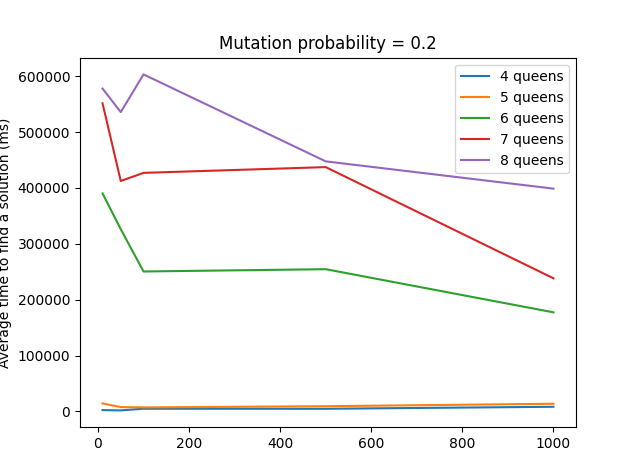 Mutation probability = 0.2
Average time to find a solution (ms)
600000
500000
400000
300000
200000
100000
0
0
200
400
600
800
1000
4 queens
5 queens
6 queens
7 queens
8 queens